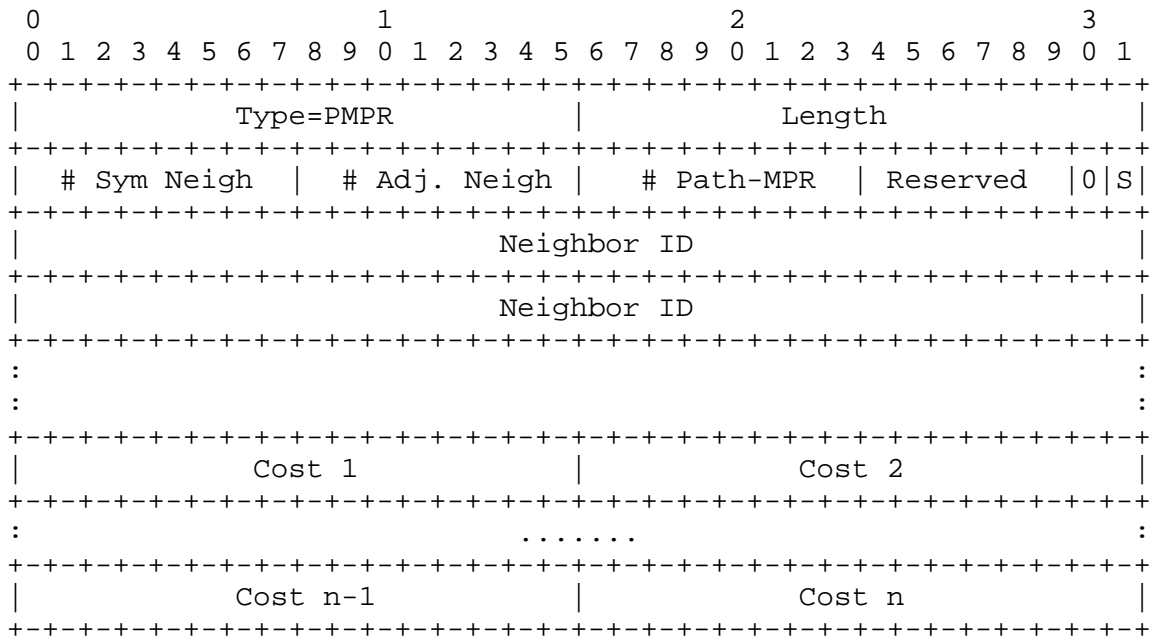 0                   1                   2                   3
 0 1 2 3 4 5 6 7 8 9 0 1 2 3 4 5 6 7 8 9 0 1 2 3 4 5 6 7 8 9 0 1
+-+-+-+-+-+-+-+-+-+-+-+-+-+-+-+-+-+-+-+-+-+-+-+-+-+-+-+-+-+-+-+
|           Type=PMPR           |            Length             |
+-+-+-+-+-+-+-+-+-+-+-+-+-+-+-+-+-+-+-+-+-+-+-+-+-+-+-+-+-+-+-+-
|  # Sym Neigh  |  # Adj. Neigh |   # Path-MPR  | Reserved  |0|S|
+-+-+-+-+-+-+-+-+-+-+-+-+-+-+-+-+-+-+-+-+-+-+-+-+-+-+-+-+-+-+-+-+
|                          Neighbor ID                          |
+-+-+-+-+-+-+-+-+-+-+-+-+-+-+-+-+-+-+-+-+-+-+-+-+-+-+-+-+-+-+-+-+
|                          Neighbor ID                          |
+-+-+-+-+-+-+-+-+-+-+-+-+-+-+-+-+-+-+-+-+-+-+-+-+-+-+-+-+-+-+-+-+
:                                                               :
:                                                               :
+-+-+-+-+-+-+-+-+-+-+-+-+-+-+-+-+-+-+-+-+-+-+-+-+-+-+-+-+-+-+-+-+
|            Cost 1             |            Cost 2             |
+-+-+-+-+-+-+-+-+-+-+-+-+-+-+-+-+-+-+-+-+-+-+-+-+-+-+-+-+-+-+-+-+
:                            .......                            :
+-+-+-+-+-+-+-+-+-+-+-+-+-+-+-+-+-+-+-+-+-+-+-+-+-+-+-+-+-+-+-+-+
|           Cost n-1            |            Cost n             |
+-+-+-+-+-+-+-+-+-+-+-+-+-+-+-+-+-+-+-+-+-+-+-+-+-+-+-+-+-+-+-+-+